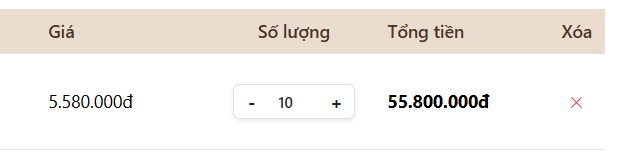 Giá Số lượng Tổng tiền Xóa
5.580.000đ - 10 + 55.800.000đ